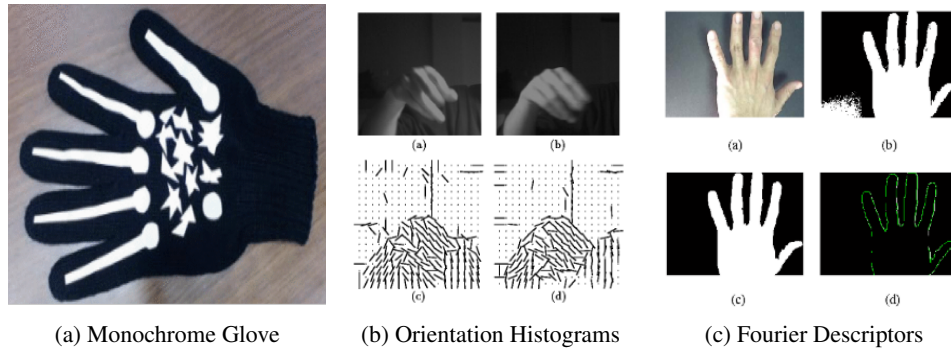 (a)
(b)
(c)
(d)
(a)
(b)
(c)
(d)
(a) Monochrome Glove
(b) Orientation Histograms
(c) Fourier Descriptors